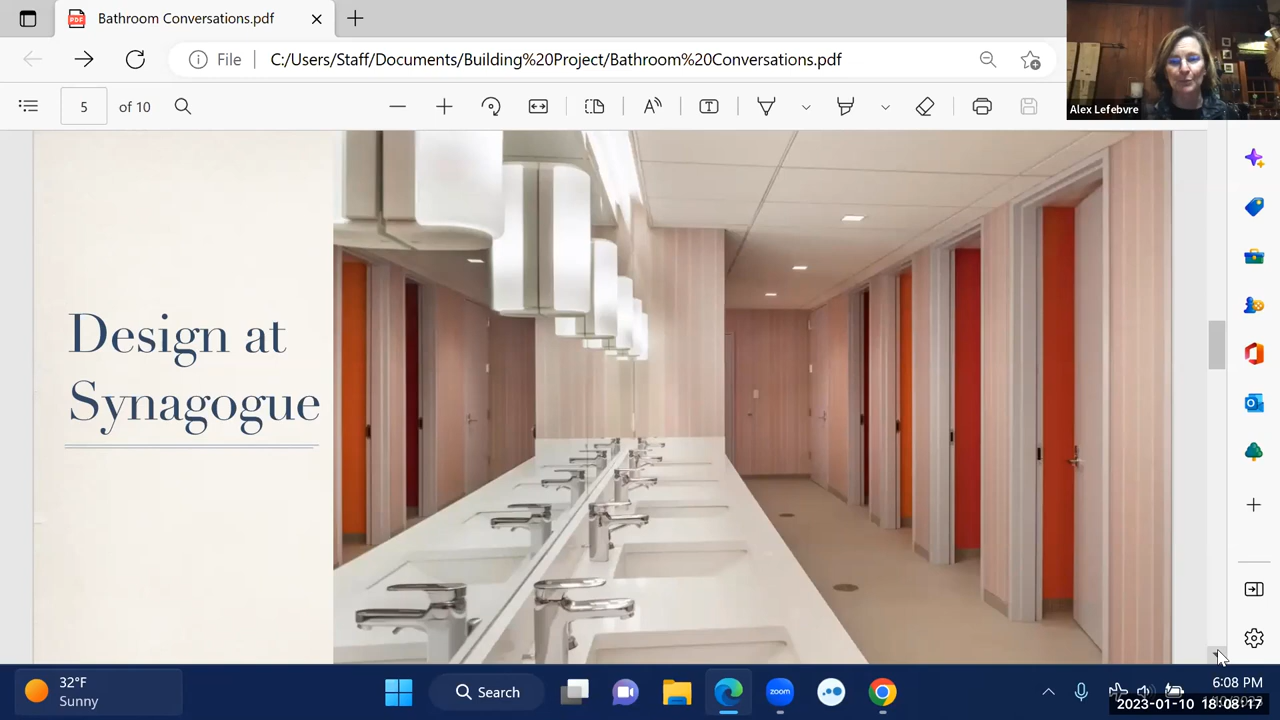 Bathroom Conversations.pdf
File
C:/Users/Staff/Documents/Building%20Project/Bathroom%20Conversations.pdf
Alex Lefebvre
5
of 10
Design at
Synagogue
32°F
Sunny
Search
zoom
6:08 PM
2023-01-10 18:08:17